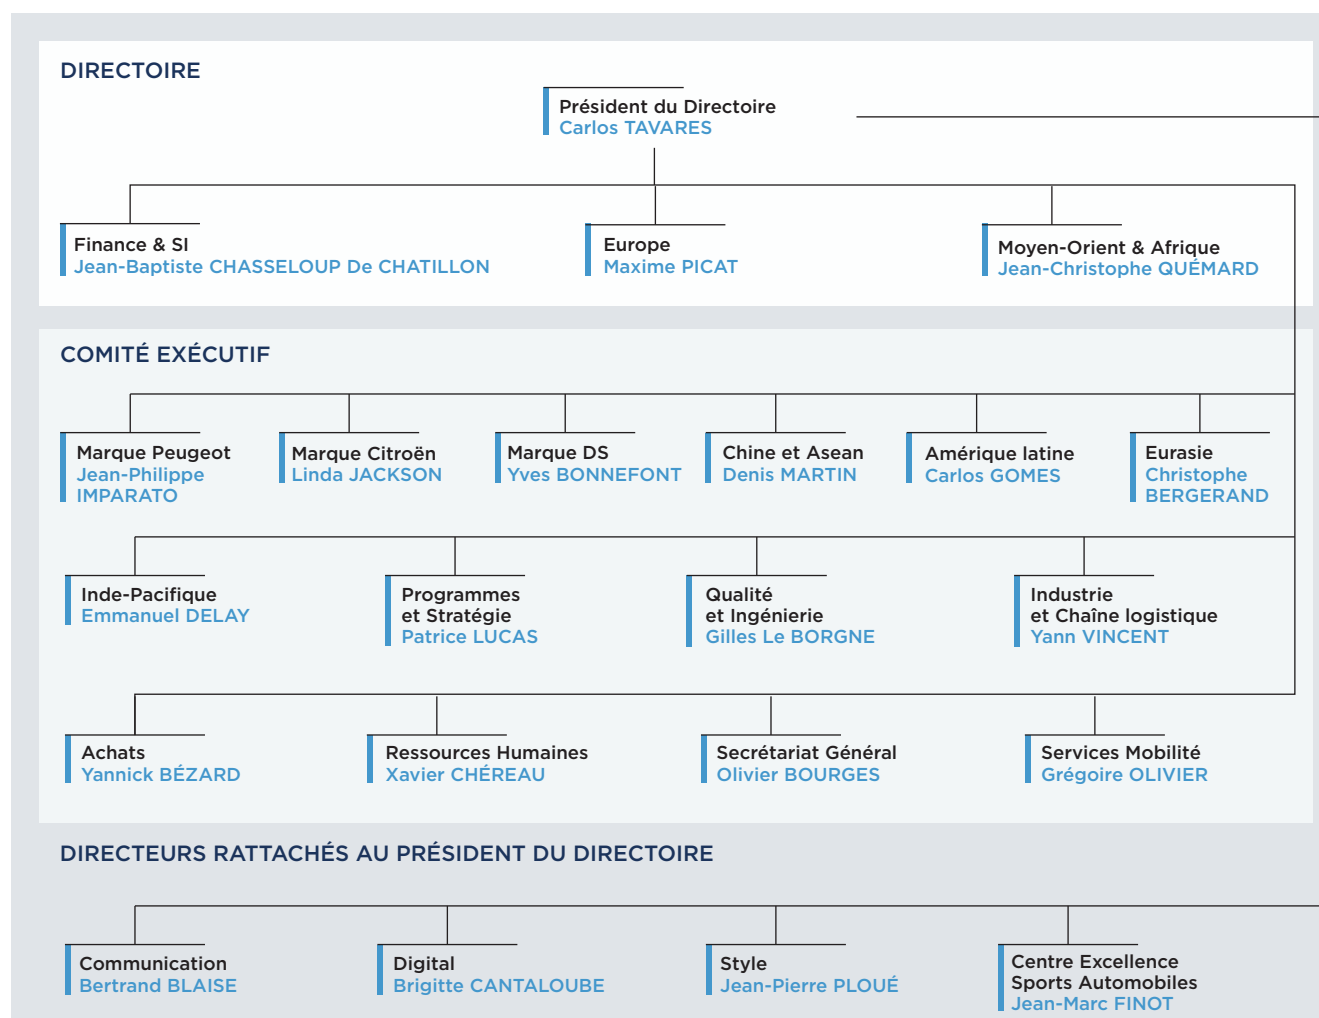 DIRECTOIRE
Président du Directoire
Carlos TAVARES
Finance & SI
Jean-Baptiste CHASSELOUP De CHATILLON
Europe
Maxime PICAT
Moyen-Orient & Afrique
Jean-Christophe QUÉMARD
COMITÉ EXÉCUTIF
Marque Peugeot
Jean-Philippe
IMPARATO
Marque Citroën
Linda JACKSON
Marque DS
Yves BONNEFONT
Chine et Asean
Denis MARTIN
Amérique latine
Carlos GOMES
Eurasie
Christophe
BERGERAND
Inde-Pacifique
Emmanuel DELAY
Programmes
et Stratégie
Patrice LUCAS
Qualité
et Ingénierie
Gilles Le BORGNE
Industrie
et Chaîne logistique
Yann VINCENT
Achats
Yannick BÉZARD
Ressources Humaines
Xavier CHÉREAU
Secrétariat Général
Olivier BOURGES
Services Mobilité
Grégoire OLIVIER
DIRECTEURS RATTACHÉS AU PRÉSIDENT DU DIRECTOIRE
Communication
Bertrand BLAISE
Digital
Brigitte CANTALOUBE
Style
Jean-Pierre PLOUÉ
Centre Excellence
Sports Automobiles
Jean-Marc FINOT